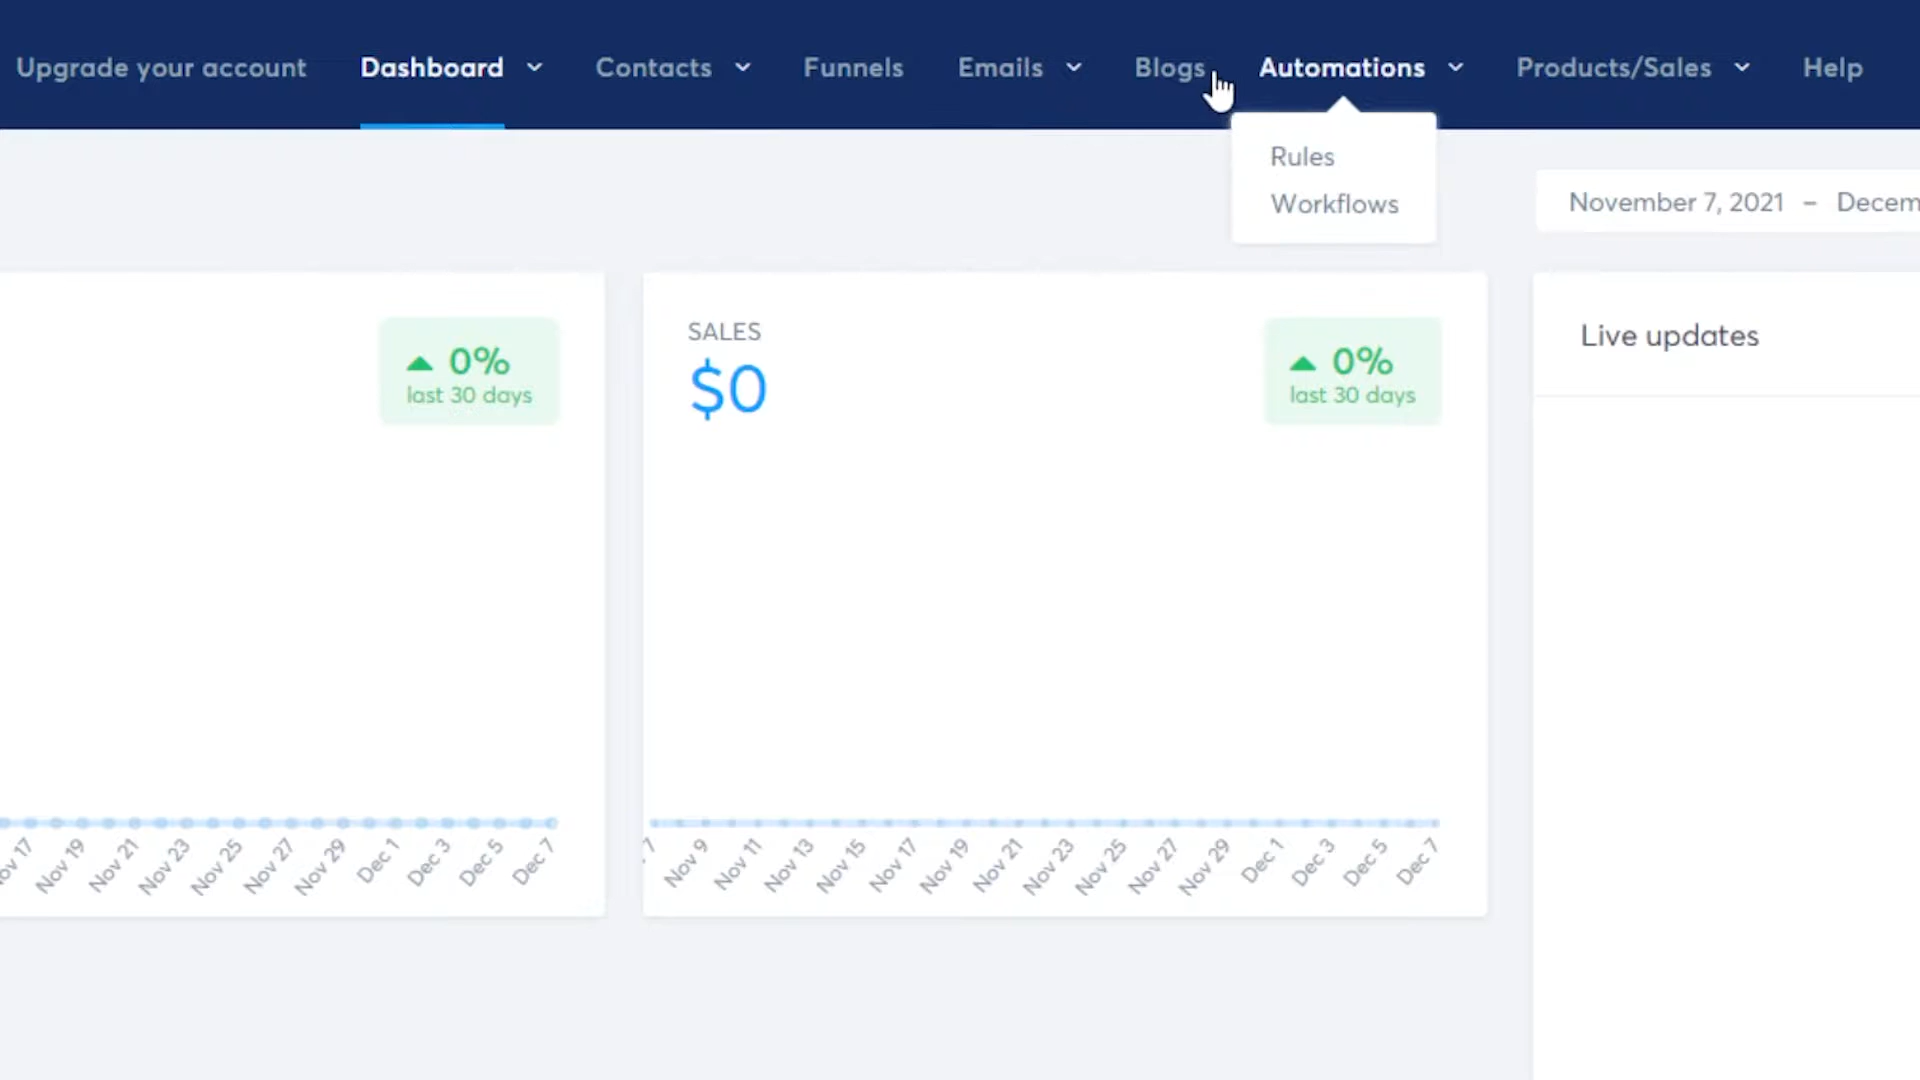 Upgrade your account Dashboard Contacts Funnels Emails Blogs Automations Products/Sales Help
Rules
Workflows
November 7, 2021 –
0%
last 30 days
SALES
$0
0%
last 30 days
Live updates
Nov 19 Nov 21 Nov 23 Nov 25 Nov 27 Nov 29 Dec 1 Dec 3 Dec 5 Dec 7
Nov 9 Nov 11 Nov 13 Nov 15 Nov 17 Nov 19 Nov 21 Nov 23 Nov 25 Nov 27 Nov 29 Dec 1 Dec 3 Dec 5 Dec 7